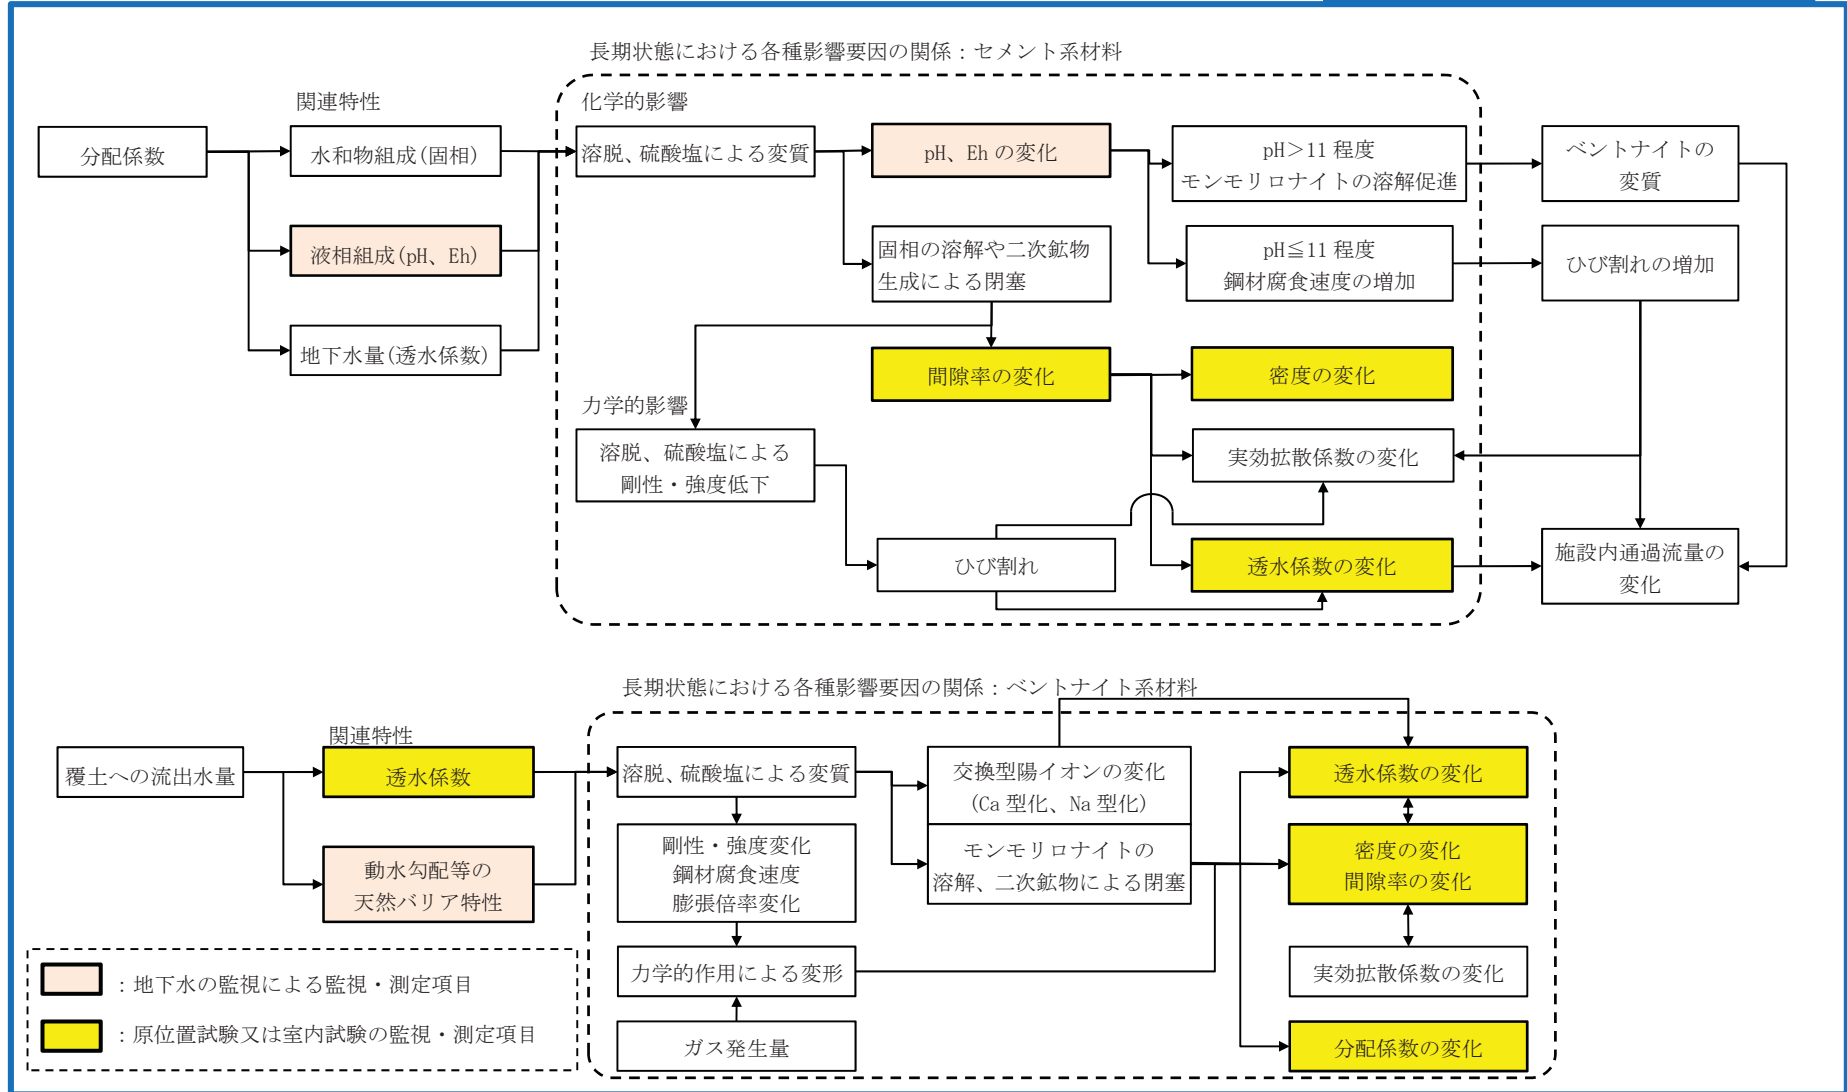 長期状態における各種影響要因の関係：セメント系材料
関連特性
化学的影響
分配係数
水和物組成(固相)
溶脱、硫酸塩による変質
pH、Eh の変化
pH＞11 程度
モンモリロナイトの溶解促進
ベントナイトの
変質
液相組成(pH、Eh)
固相の溶解や二次鉱物
生成による閉塞
pH≦11 程度
鋼材腐食速度の増加
ひび割れの増加
地下水量(透水係数)
間隙率の変化
密度の変化
力学的影響
溶脱、硫酸塩による
剛性・強度低下
実効拡散係数の変化
ひび割れ
透水係数の変化
施設内通過流量の
変化
長期状態における各種影響要因の関係：ベントナイト系材料
関連特性
覆土への流出水量
透水係数
溶脱、硫酸塩による変質
交換型陽イオンの変化
(Ca 型化、Na 型化)
透水係数の変化
動水勾配等の
天然バリア特性
剛性・強度変化
鋼材腐食速度
膨張倍率変化
モンモリロナイトの
溶解、二次鉱物による閉塞
密度の変化
間隙率の変化
力学的作用による変形
実効拡散係数の変化
ガス発生量
分配係数の変化
：地下水の監視による監視・測定項目
：原位置試験又は室内試験の監視・測定項目